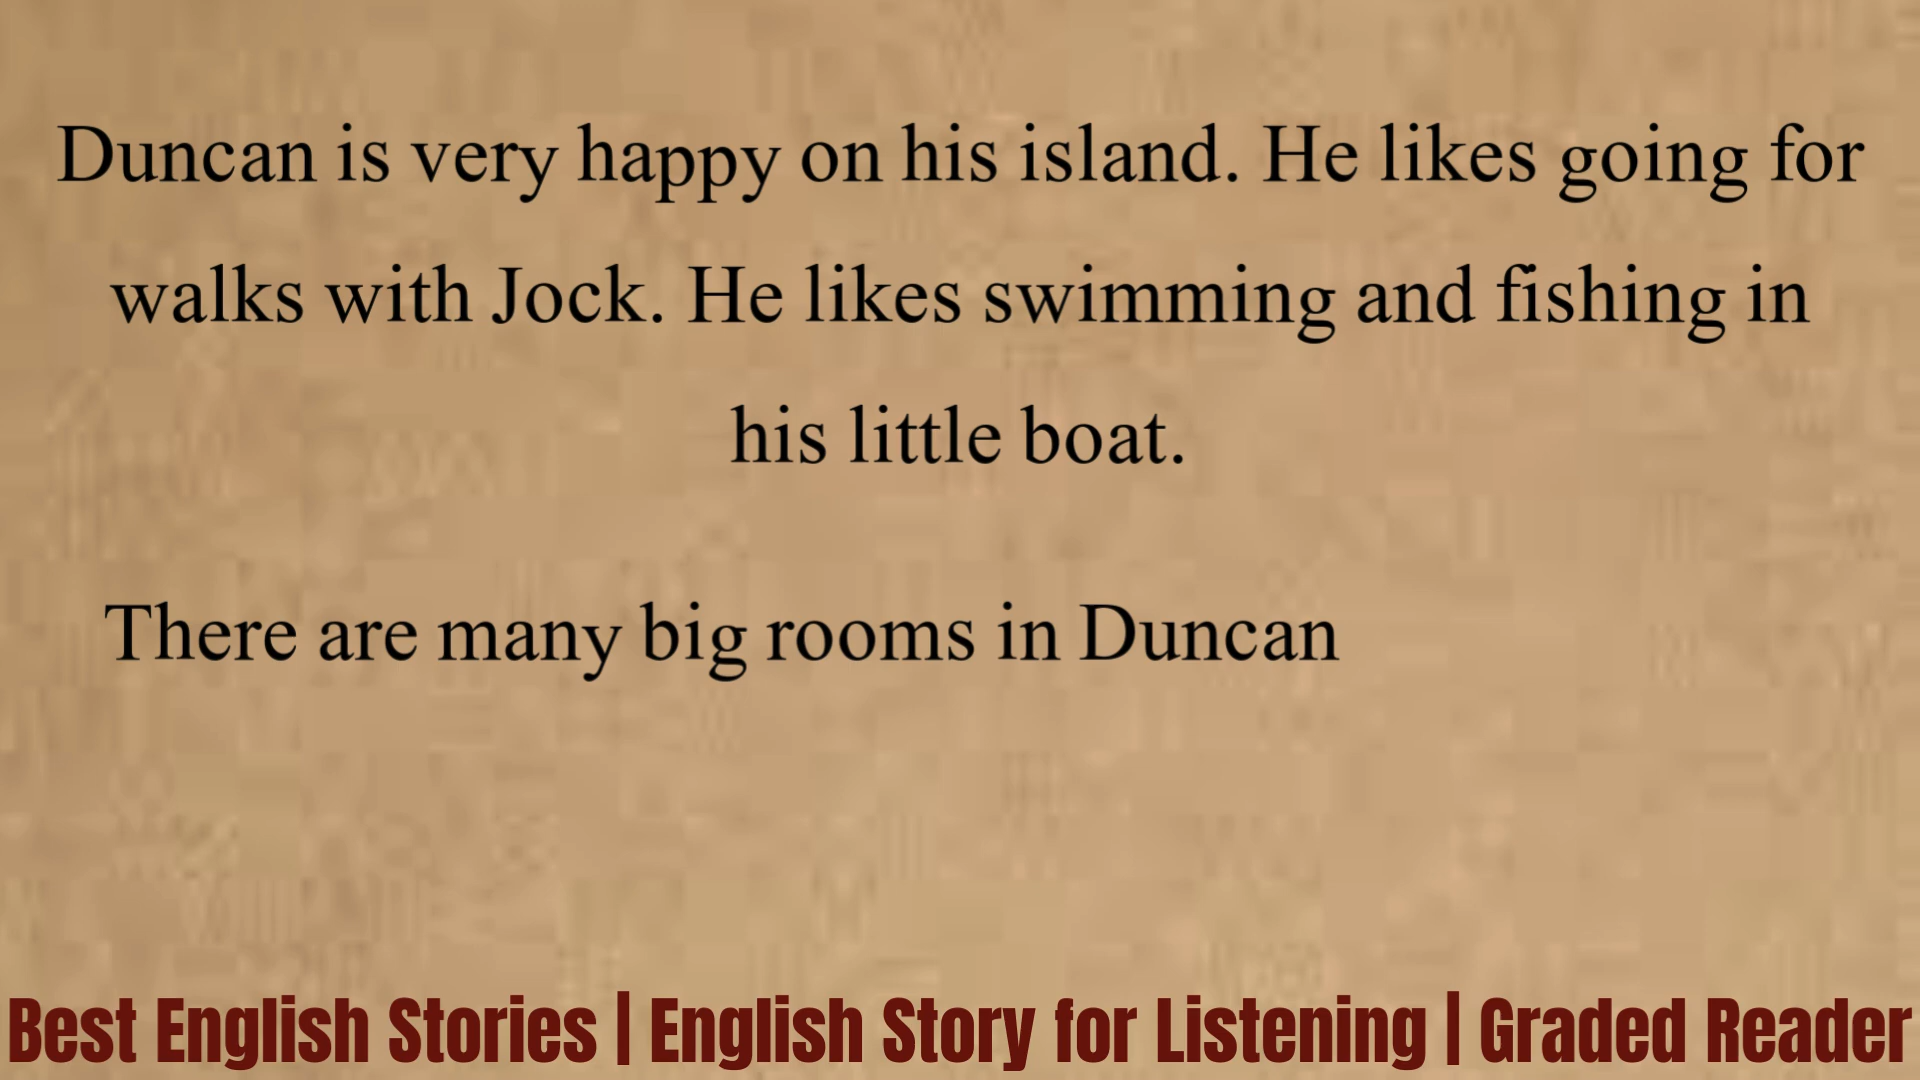 Duncan is very happy on his island. He likes going for
walks with Jock. He likes swimming and fishing in
his little boat.
There are many big rooms in Duncan
Best English Stories | English Story for Listening | Graded Reader